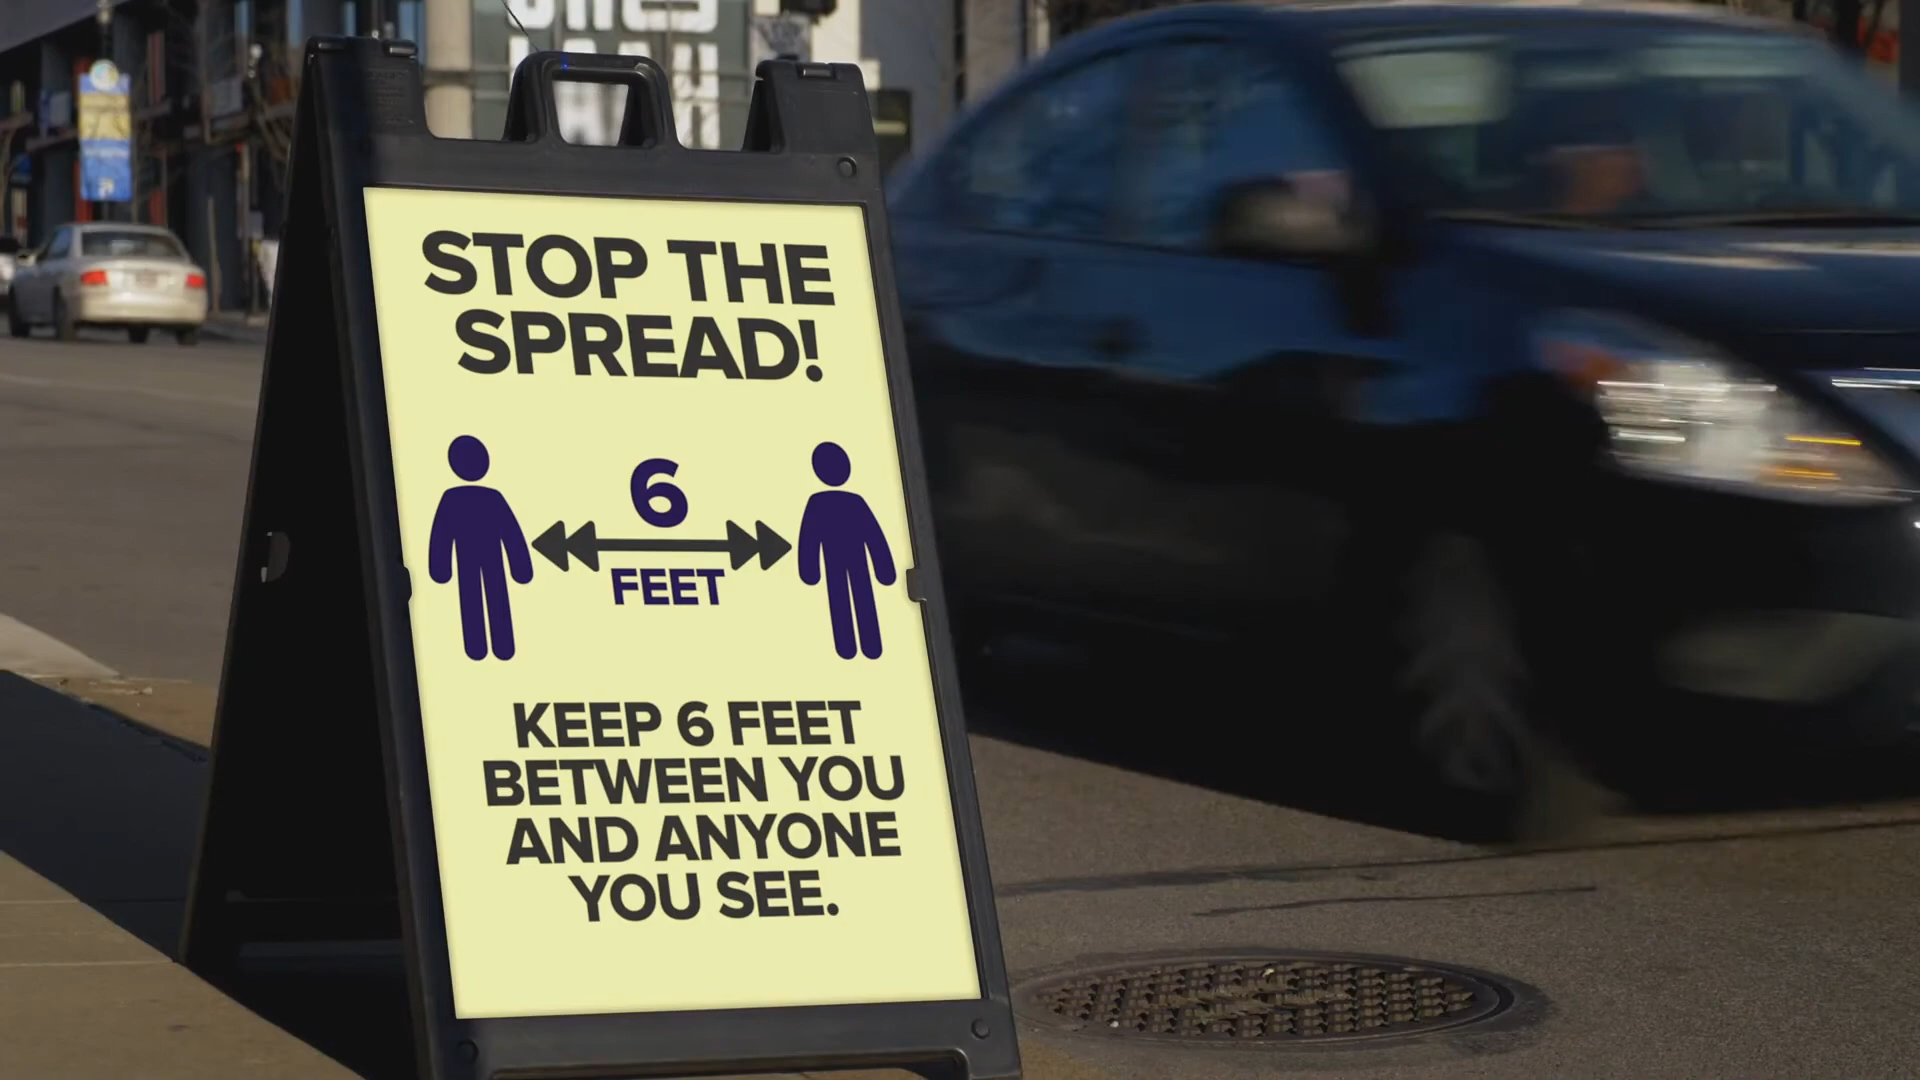 STOP THE
SPREAD!
6
FEET
KEEP 6 FEET
BETWEEN YOU
AND ANYONE
YOU SEE.